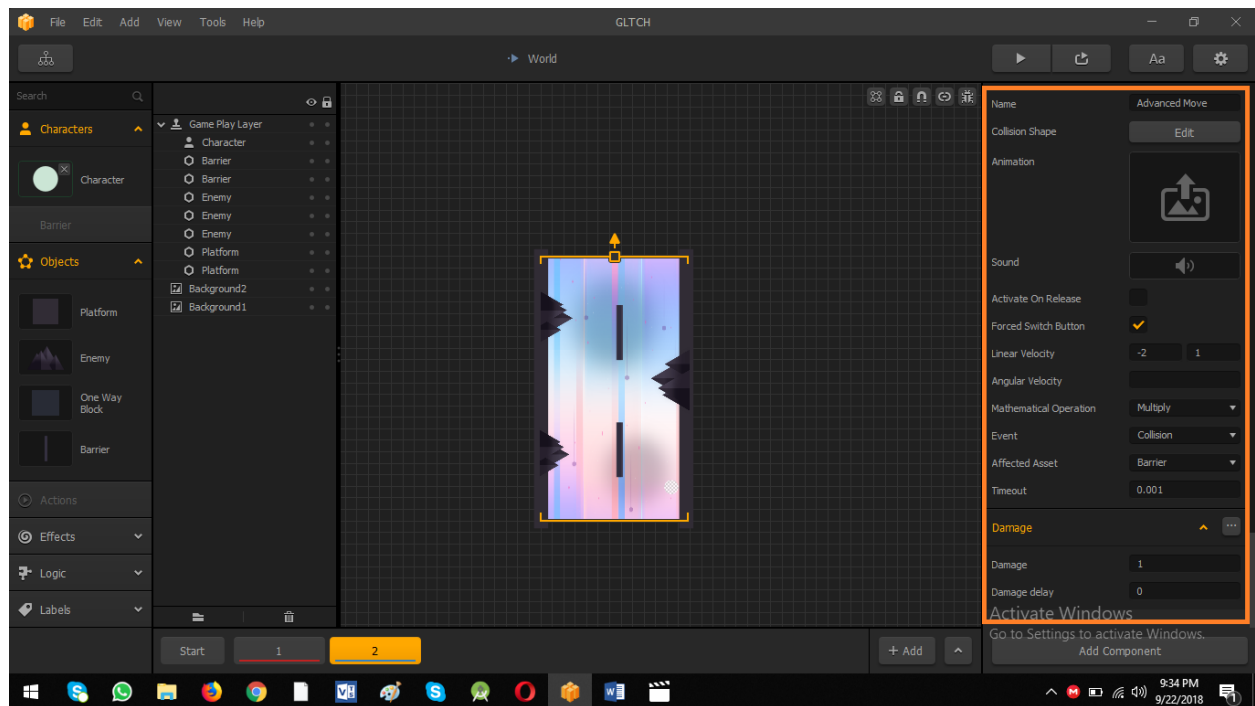 File Edit Add View Tools Help
GLTCH
World
Aa
Search
Characters
Character
Barrier
Objects
Platform
Enemy
One Way
Block
Barrier
Actions
Effects
Logic
Labels
Game Play Layer
Character
Barrier
Barrier
Enemy
Enemy
Enemy
Platform
Platform
Background2
Background1
Start 1 2
+ Add
Name Advanced Move
Collision Shape Edit
Animation
Sound
Activate On Release
Forced Switch Button
Linear Velocity -2 1
Angular Velocity
Mathematical Operation Multiply
Event Collision
Affected Asset Barrier
Timeout 0.001
Damage
Damage 1
Damage delay 0
Activate Windows
Go to Settings to activate Windows.
Add Component
9:34 PM
9/22/2018